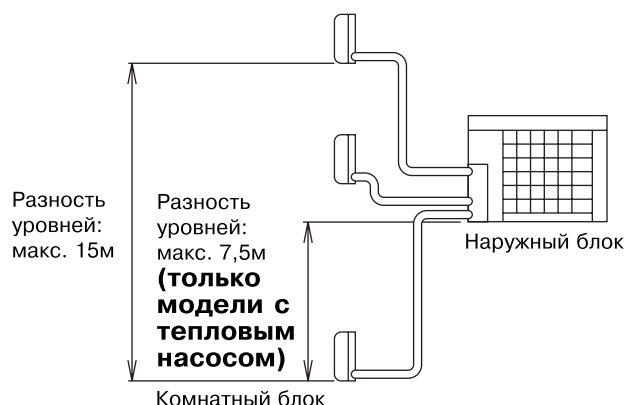 Разность
уровней:
макс. 15м
Разность
уровней:
макс. 7,5м
(только
модели с
тепловым
насосом)
Наружный блок
Комнатный блок